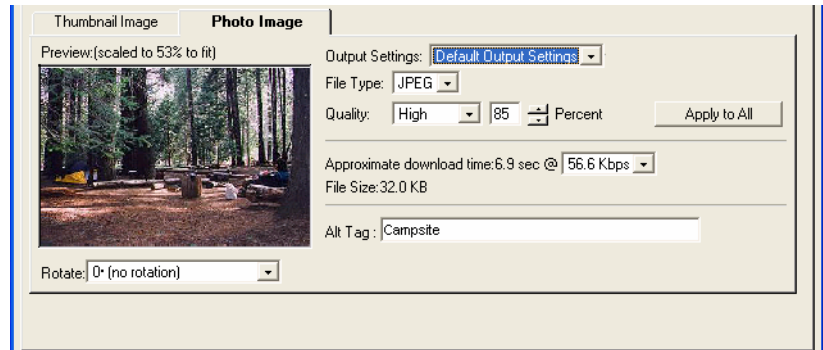 Thumbnail Image Photo Image
Preview:(scaled to 53% to fit)
Output Settings: Default Output Settings
File Type: JPEG
Quality: High 85 Percent Apply to All
Approximate download time:6.9 sec @ 56.6 Kbps
File Size:32.0 KB
Alt Tag : Campsite
Rotate: 0• (no rotation)